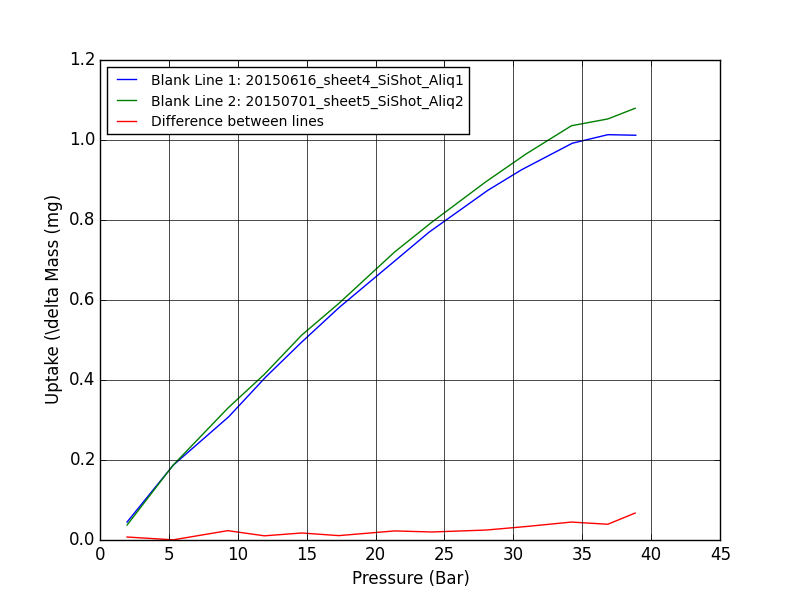 1.2
Blank Line 1: 20150616_sheet4_SiShot_Aliq1
Blank Line 2: 20150701_sheet5_SiShot_Aliq2
Difference between lines
1.0
0.8
0.6
0.4
0.2
0.0
Uptake (\delta Mass (mg)
0 5 10 15 20 25 30 35 40 45
Pressure (Bar)